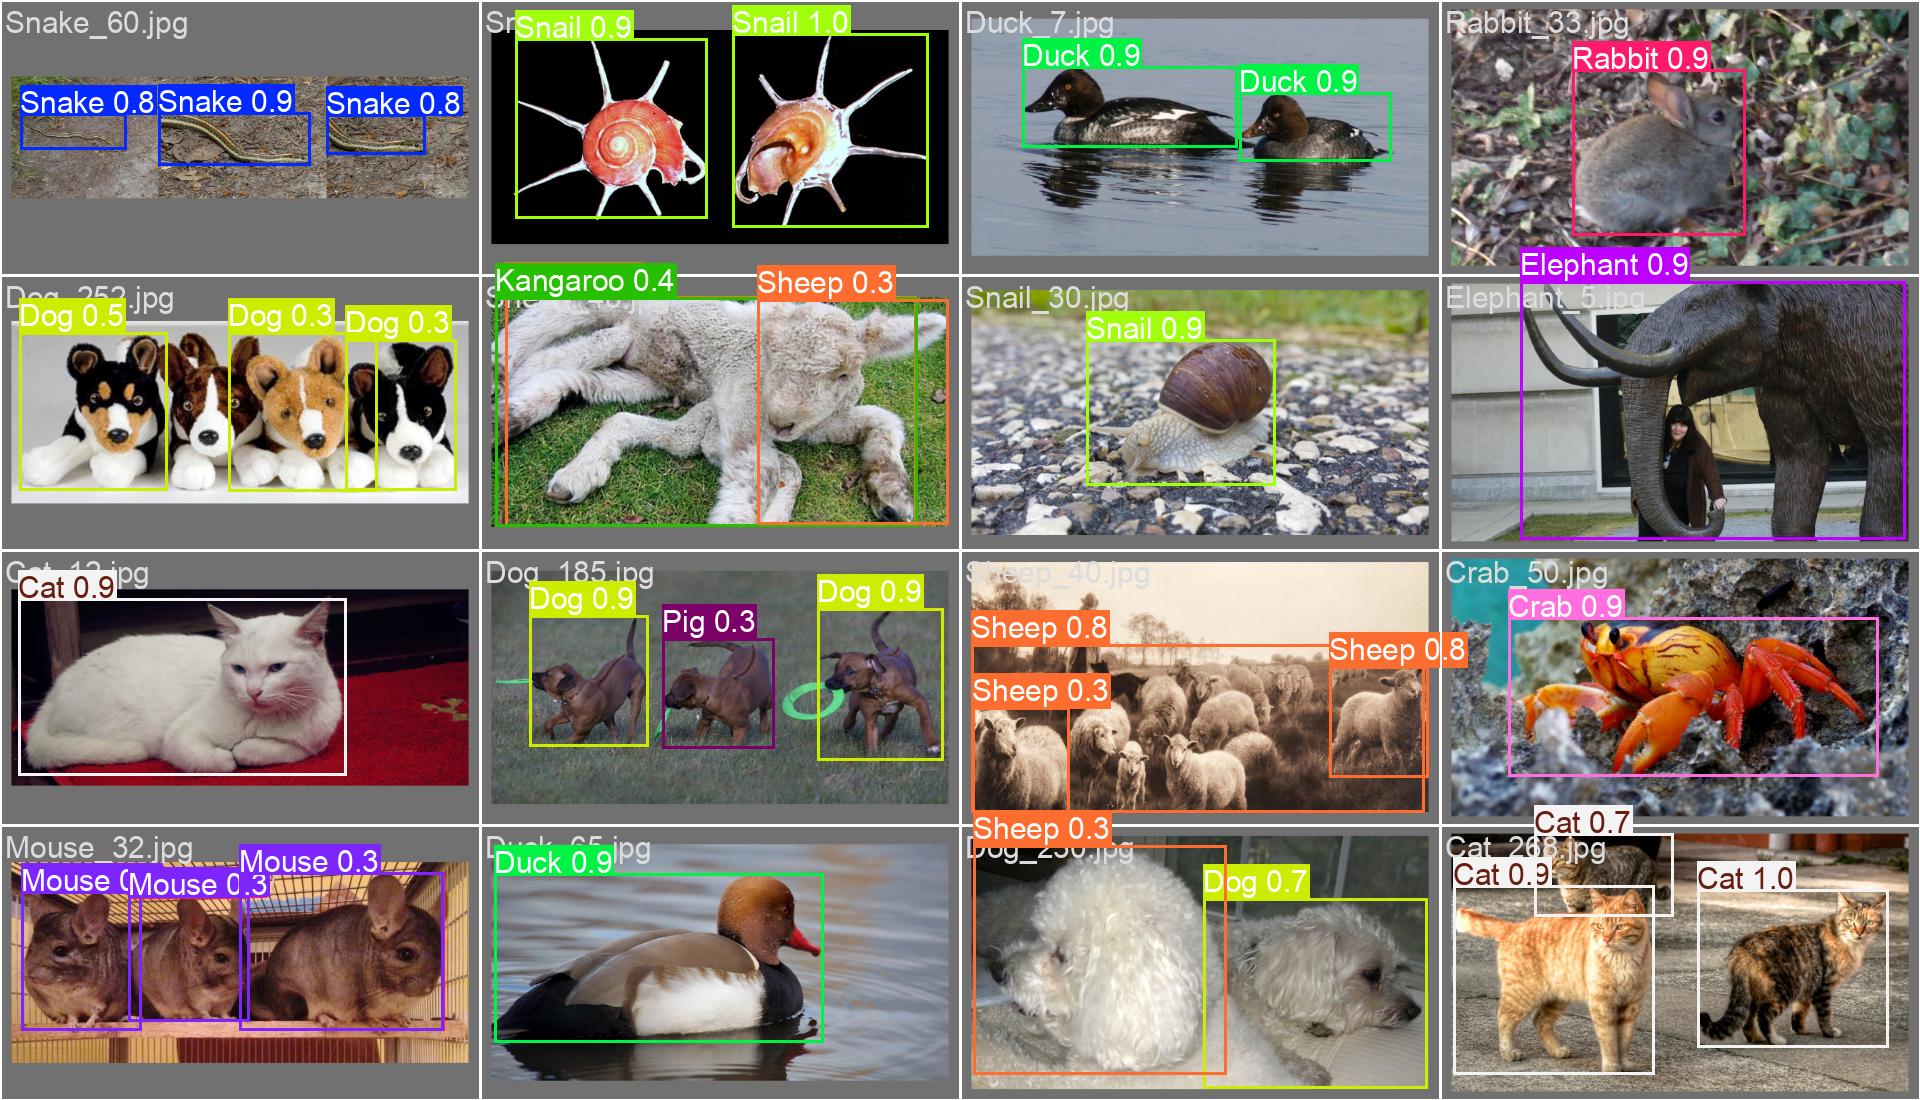 Snake_60.jpg
Snake 0.8
Snake 0.9
Snake 0.8
Snail 0.9
Snail 1.0
Duck_7.jpg
Duck 0.9
Duck 0.9
Rabbit_33.jpg
Rabbit 0.9
Dog_252.jpg
Dog 0.5
Dog 0.3
Dog 0.3
Kangaroo 0.4
Sheep 0.3
Snail_30.jpg
Snail 0.9
Elephant 0.9
Elephant_5.jpg
Cat 0.9
Dog_185.jpg
Dog 0.9
Pig 0.3
Dog 0.9
Sheep_40.jpg
Sheep 0.8
Sheep 0.8
Sheep 0.3
Crab_50.jpg
Crab 0.9
Mouse_32.jpg
Mouse
Mouse 0.3
Mouse 0.3
Duck 0.9
Sheep 0.3
Dog_250.jpg
Dog 0.7
Cat 0.7
Cat_268.jpg
Cat 0.9
Cat 1.0